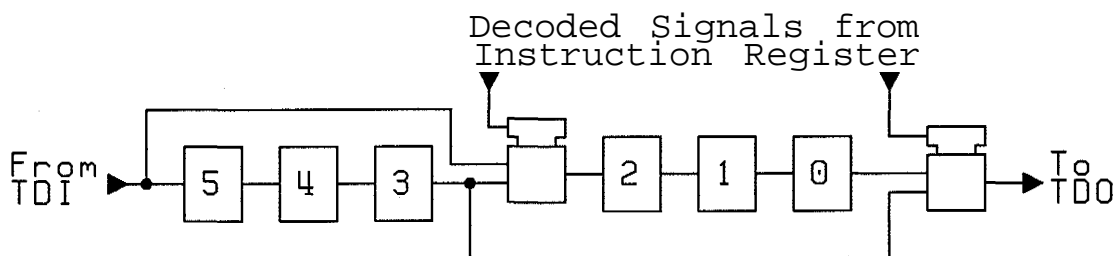 Decoded Signals from
Instruction Register
From
TDI
5 4 3 2 1 0
To
TDO